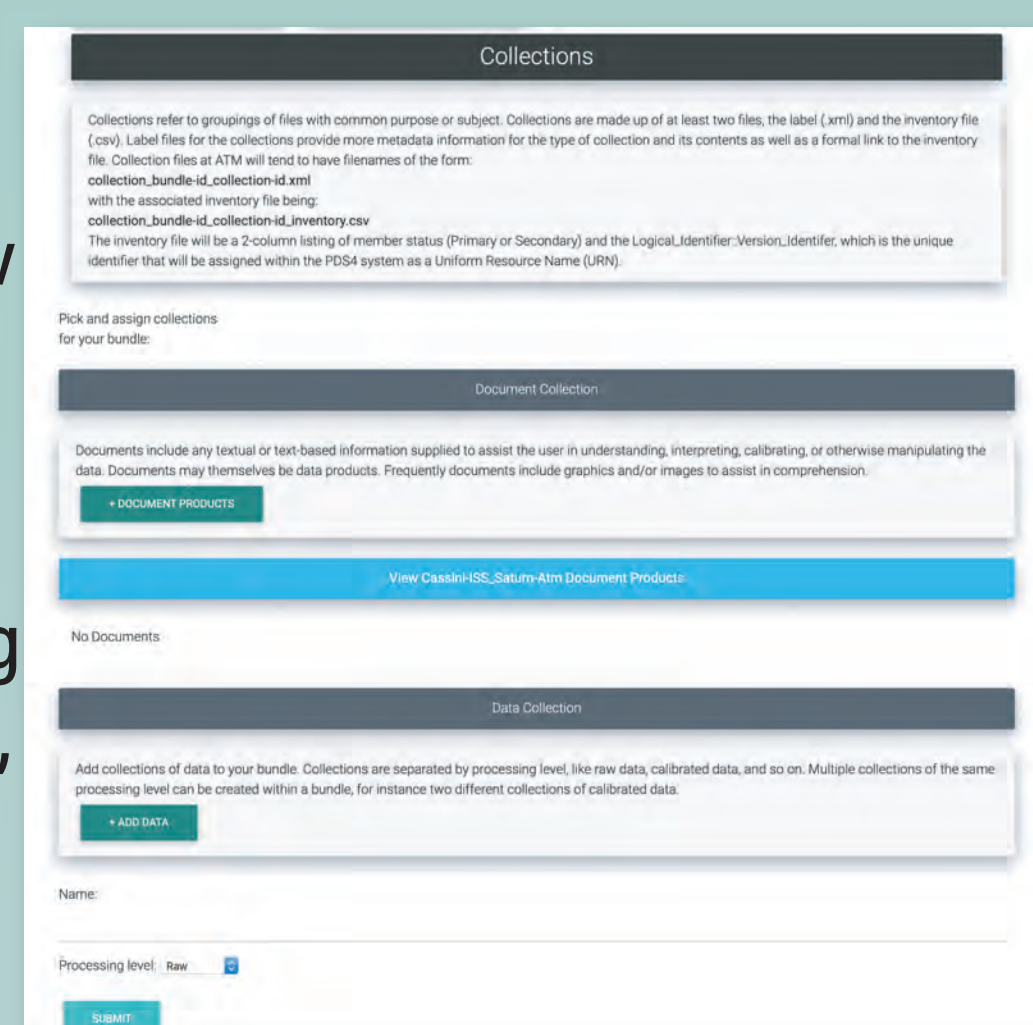 Collections
Collections refer to groupings of files with common purpose or subject. Collections are made up of at least two files, the label (.xml) and the inventory file
(.csv). Label files for the collections provide more metadata information for the type of collection and its contents as well as a formal link to the inventory
file. Collection files at ATM will tend to have filenames of the form:
collection_bundle-id_collection-id.xml
with the associated inventory file being:
collection_bundle-id_collection-id_inventory.csv
The inventory file will be a 2-column listing of member status (Primary or Secondary) and the Logical_Identifier::Version_Identifer, which is the unique
identifier that will be assigned within the PDS4 system as a Uniform Resource Name (URN).
Pick and assign collections
for your bundle:
Document Collection
Documents include any textual or text-based information supplied to assist the user in understanding, interpreting, calibrating, or otherwise manipulating the
data. Documents may themselves be data products. Frequently documents include graphics and/or images to assist in comprehension.
+ DOCUMENT PRODUCTS
View Cassini-ISS_Saturn-Atm Document Products
No Documents
g
Data Collection
Add collections of data to your bundle. Collections are separated by processing level, like raw data, calibrated data, and so on. Multiple collections of the same
processing level can be created within a bundle, for instance two different collections of calibrated data.
+ ADD DATA
Name:
Processing level: Raw
SUBMIT